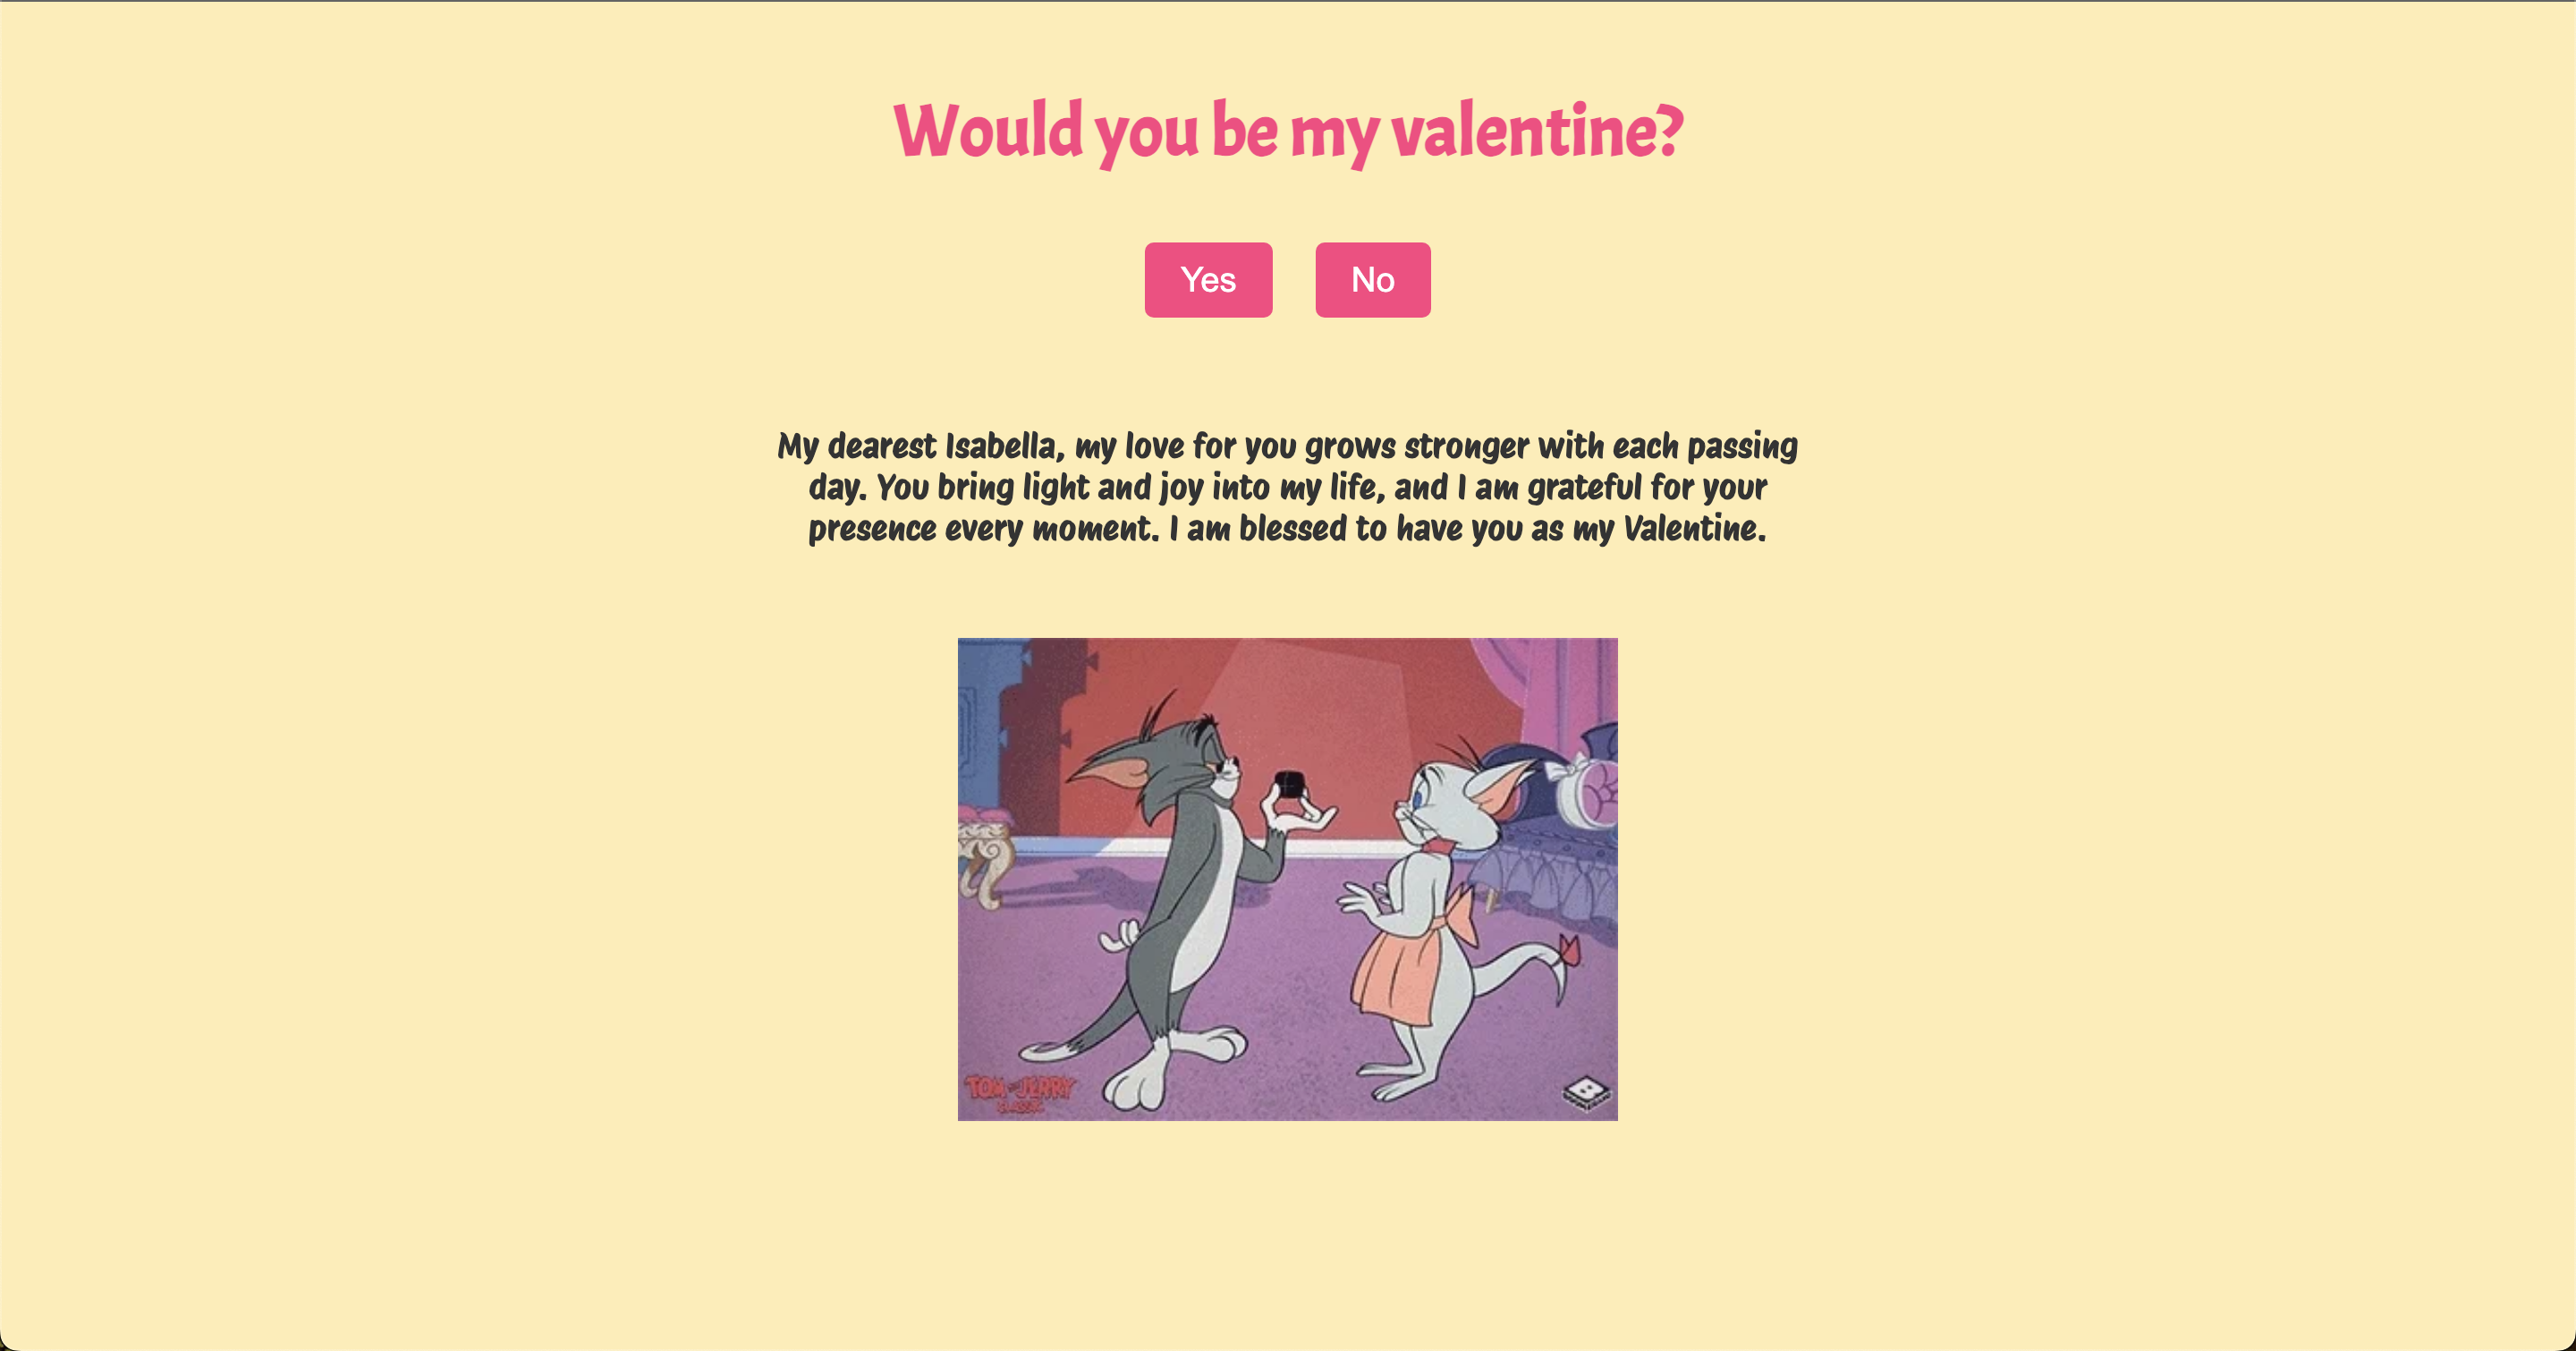 Would you be my valentine?
Yes
No
My dearest Isabella, my love for you grows stronger with each passing
day. You bring light and joy into my life, and I am grateful for your
presence every moment. I am blessed to have you as my Valentine.
TOM AND JERRY
CLASSIC
B
BOOMERANG